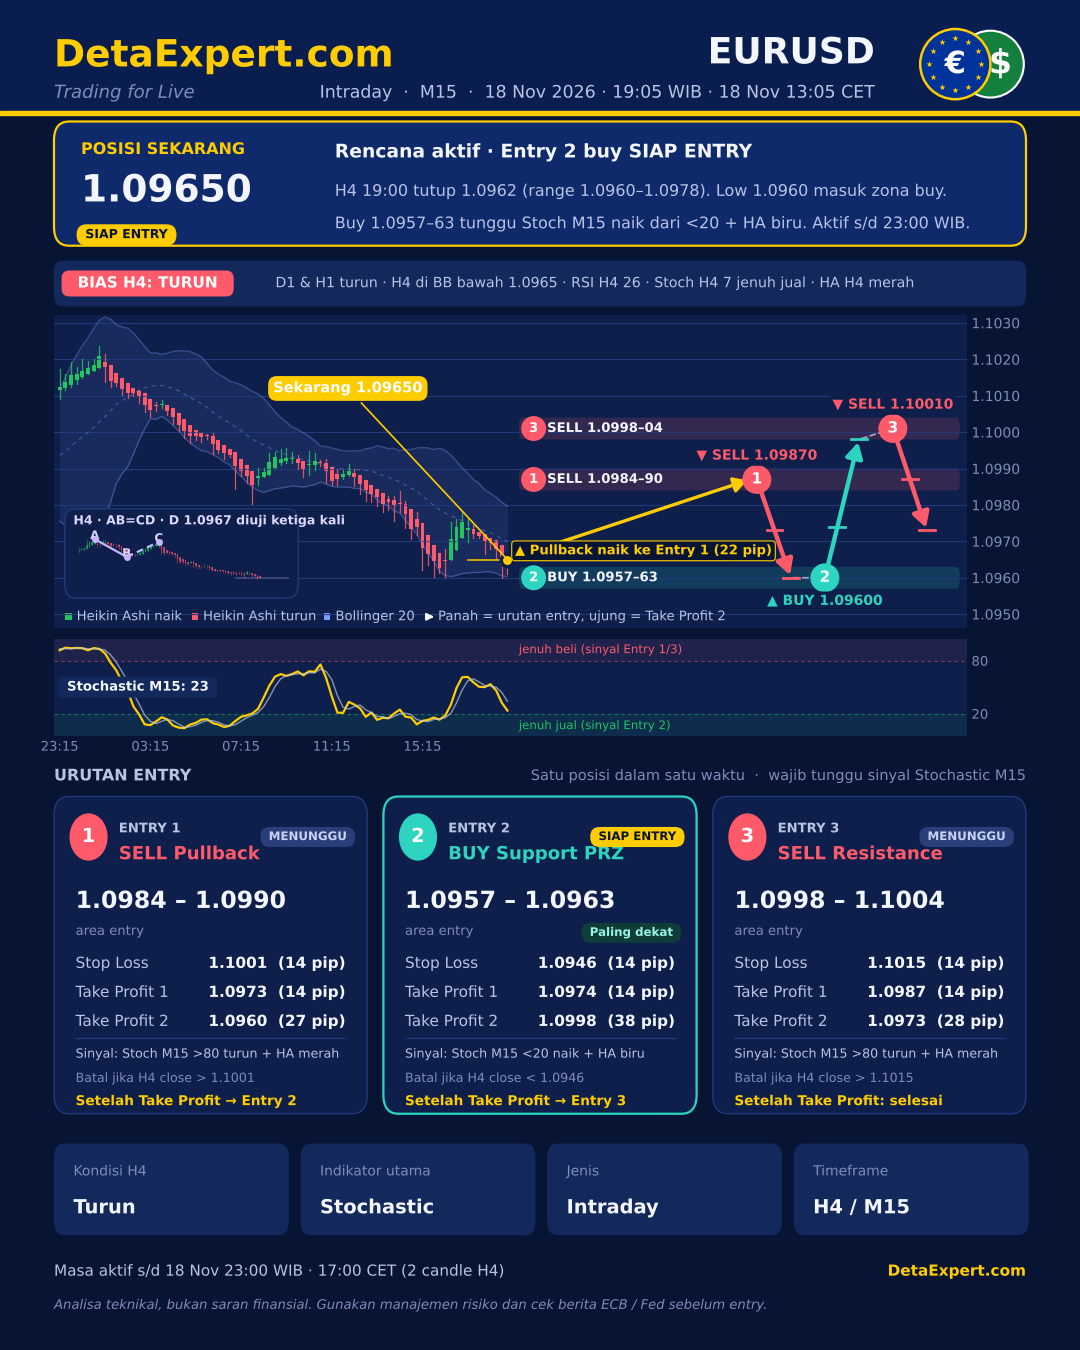 DetaExpert.com
EURUSD
€ $
Trading for Live
Intraday · M15 · 18 Nov 2026 · 19:05 WIB · 18 Nov 13:05 CET
POSISI SEKARANG
1.09650
SIAP ENTRY
Rencana aktif · Entry 2 buy SIAP ENTRY
H4 19:00 tutup 1.0962 (range 1.0960–1.0978). Low 1.0960 masuk zona buy.
Buy 1.0957–63 tunggu Stoch M15 naik dari <20 + HA biru. Aktif s/d 23:00 WIB.
BIAS H4: TURUN
D1 & H1 turun · H4 di BB bawah 1.0965 · RSI H4 26 · Stoch H4 7 jenuh jual · HA H4 merah
1.1030
1.1020
1.1010
1.1000
1.0990
1.0980
1.0970
1.0960
1.0950
Sekarang 1.09650
▼ SELL 1.10010
3 SELL 1.0998–04
3
▼ SELL 1.09870
1 SELL 1.0984–90
1
▲ Pullback naik ke Entry 1 (22 pip)
2 BUY 1.0957–63
2
▲ BUY 1.09600
H4 · AB=CD · D 1.0967 diuji ketiga kali
A
B
C
Heikin Ashi naik
Heikin Ashi turun
Bollinger 20
Panah = urutan entry, ujung = Take Profit 2
jenuh beli (sinyal Entry 1/3)
80
Stochastic M15: 23
20
jenuh jual (sinyal Entry 2)
23:15 03:15 07:15 11:15 15:15
URUTAN ENTRY
Satu posisi dalam satu waktu · wajib tunggu sinyal Stochastic M15
1
ENTRY 1
MENUNGGU
SELL Pullback
1.0984 – 1.0990
area entry
Stop Loss 1.1001 (14 pip)
Take Profit 1 1.0973 (14 pip)
Take Profit 2 1.0960 (27 pip)
Sinyal: Stoch M15 >80 turun + HA merah
Batal jika H4 close > 1.1001
Setelah Take Profit → Entry 2
2
ENTRY 2
SIAP ENTRY
BUY Support PRZ
1.0957 – 1.0963
area entry
Paling dekat
Stop Loss 1.0946 (14 pip)
Take Profit 1 1.0974 (14 pip)
Take Profit 2 1.0998 (38 pip)
Sinyal: Stoch M15 <20 naik + HA biru
Batal jika H4 close < 1.0946
Setelah Take Profit → Entry 3
3
ENTRY 3
MENUNGGU
SELL Resistance
1.0998 – 1.1004
area entry
Stop Loss 1.1015 (14 pip)
Take Profit 1 1.0987 (14 pip)
Take Profit 2 1.0973 (28 pip)
Sinyal: Stoch M15 >80 turun + HA merah
Batal jika H4 close > 1.1015
Setelah Take Profit: selesai
Kondisi H4
Turun
Indikator utama
Stochastic
Jenis
Intraday
Timeframe
H4 / M15
Masa aktif s/d 18 Nov 23:00 WIB · 17:00 CET (2 candle H4)
DetaExpert.com
Analisa teknikal, bukan saran finansial. Gunakan manajemen risiko dan cek berita ECB / Fed sebelum entry.